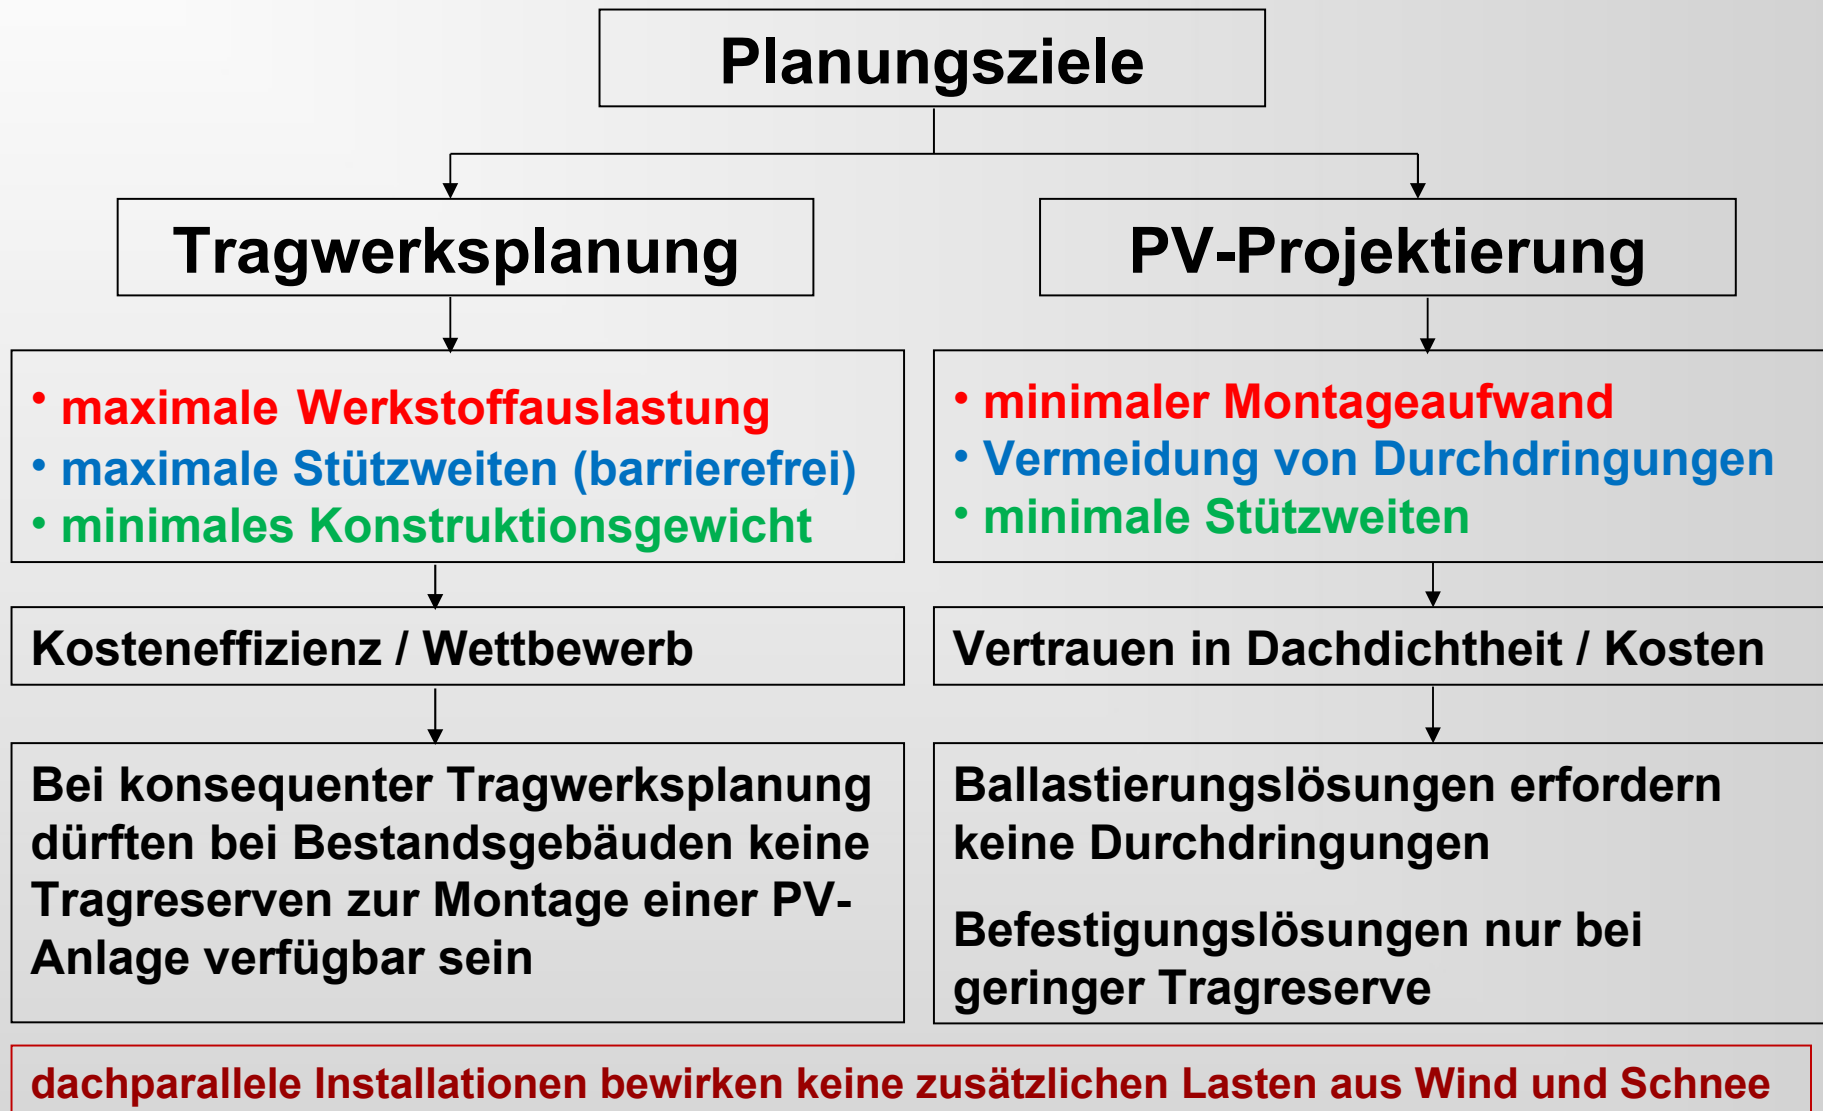 Planungsziele
Tragwerksplanung
• maximale Werkstoffauslastung
• maximale Stützweiten (barrierefrei)
• minimales Konstruktionsgewicht
Kosteneffizienz / Wettbewerb
Bei konsequenter Tragwerksplanung
dürften bei Bestandsgebäuden keine
Tragreserven zur Montage einer PV-
Anlage verfügbar sein
PV-Projektierung
• minimaler Montageaufwand
• Vermeidung von Durchdringungen
• minimale Stützweiten
Vertrauen in Dachdichtheit / Kosten
Ballastierungslösungen erfordern
keine Durchdringungen
Befestigungslösungen nur bei
geringer Tragreserve
dachparallele Installationen bewirken keine zusätzlichen Lasten aus Wind und Schnee